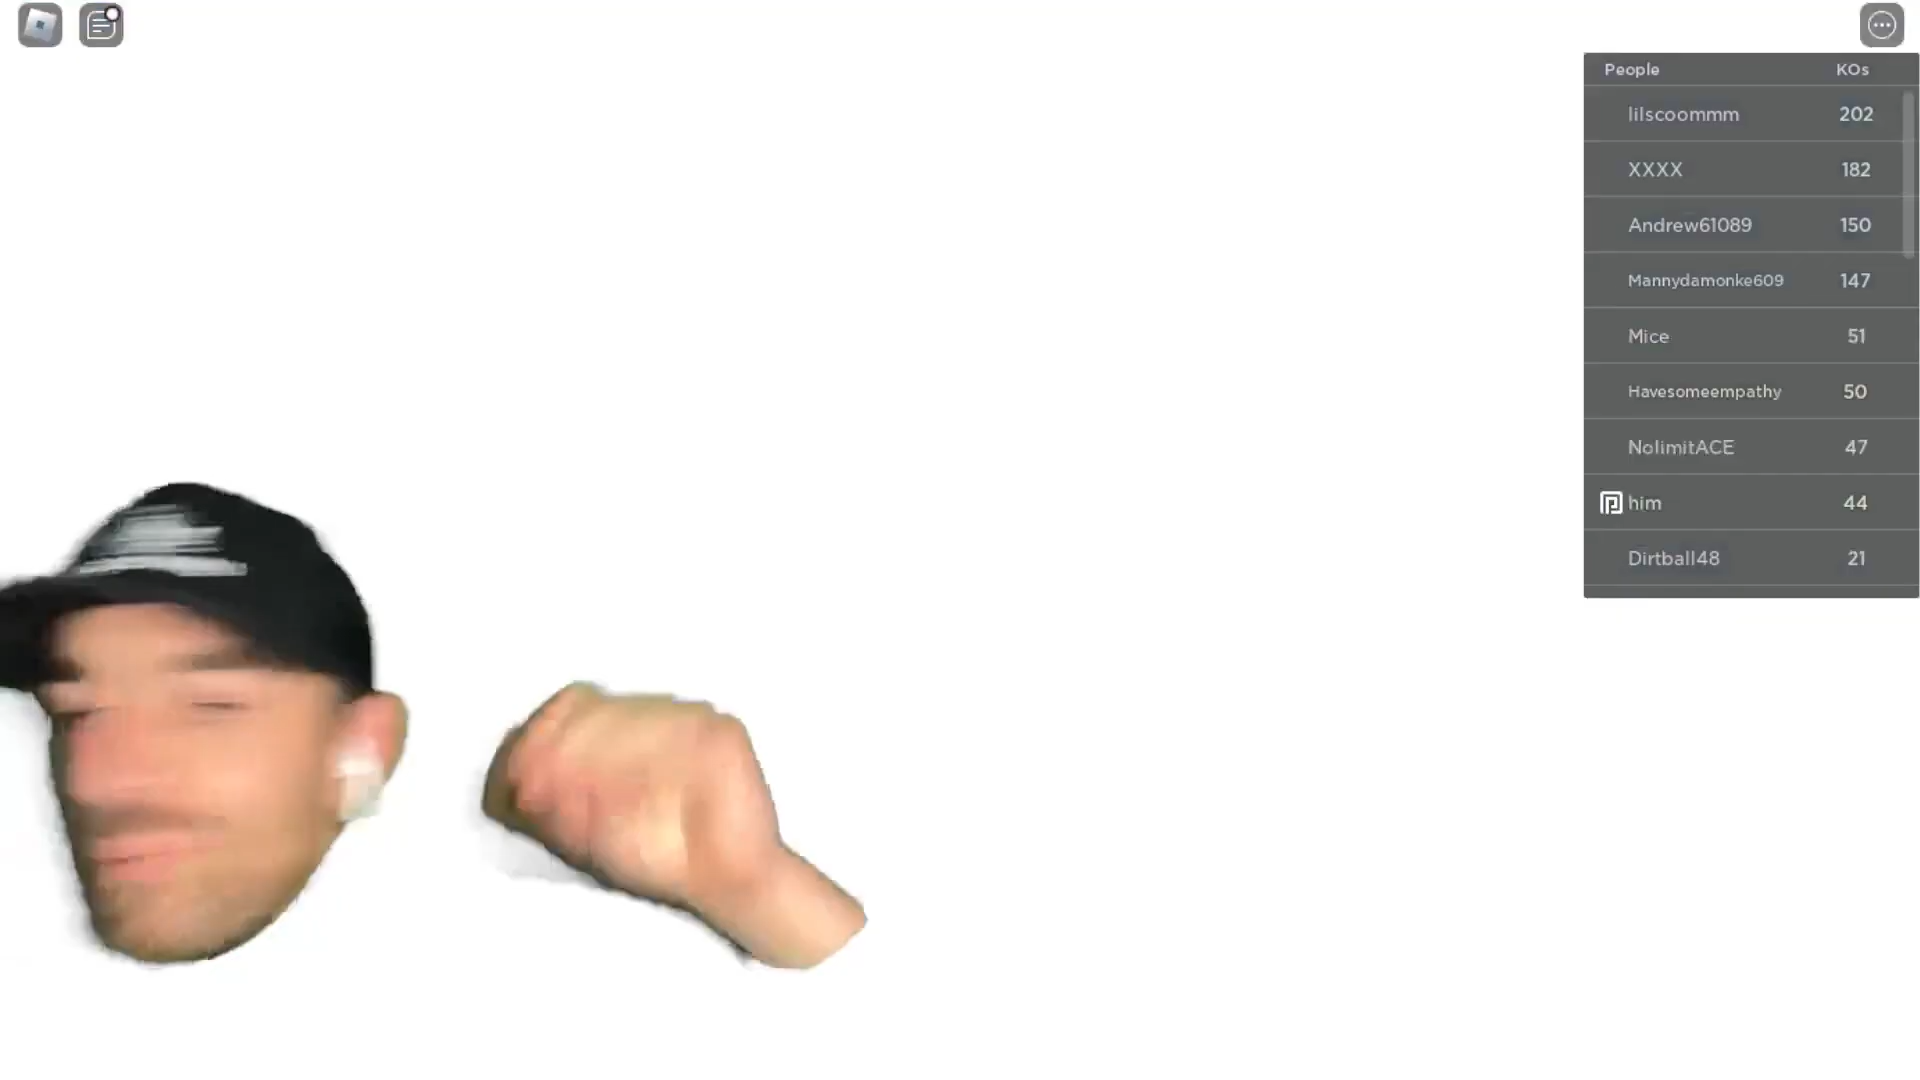 People KOs
lilscoommm 202
XXXX 182
Andrew61089 150
Mannydamonke609 147
Mice 51
Havesomeempathy 50
NolimitACE 47
him 44
Dirtball48 21